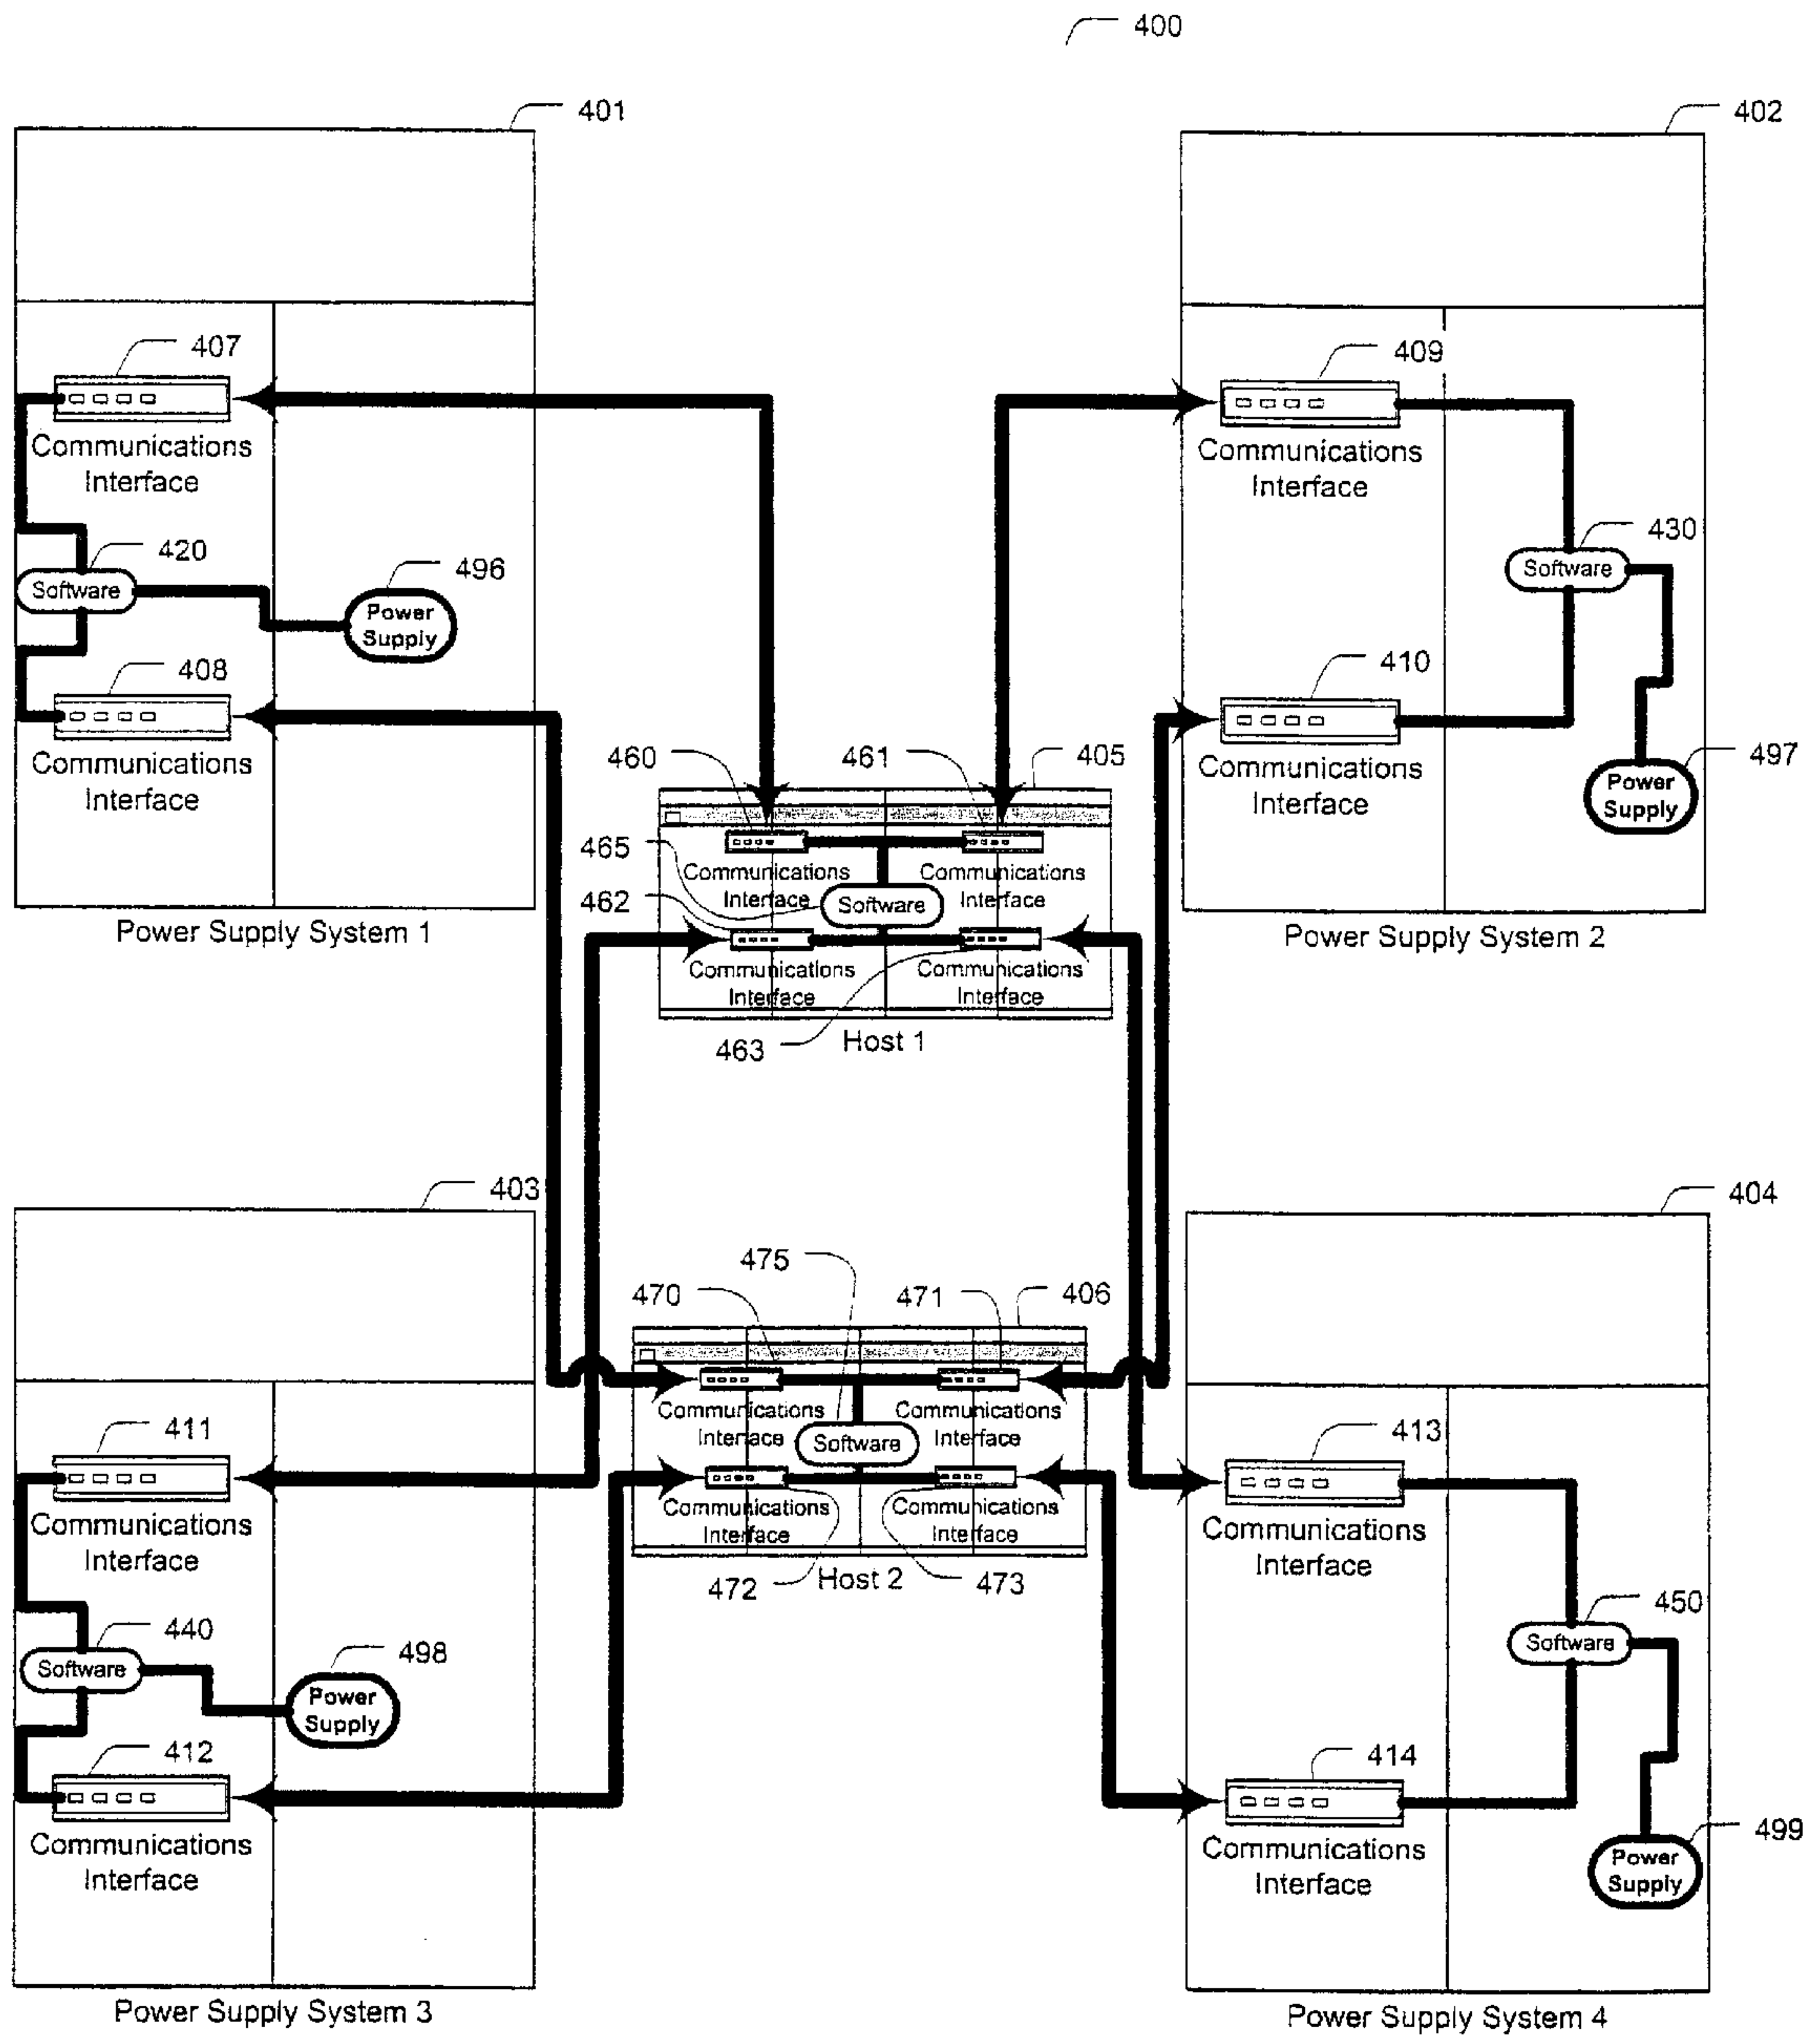 400
401
402
407
Communications
Interface
420
Software
496
Power
Supply
408
Communications
Interface
Power Supply System 1
409
Communications
Interface
430
Software
410
Communications
Interface
497
Power
Supply
Power Supply System 2
460
461
405
465
Communications
Interface
Communications
Interface
Software
462
Communications
Interface
Communications
Interface
463
Host 1
403
404
475
470
471
406
Communications
Interface
Communications
Interface
Software
Communications
Interface
Communications
Interface
472
Host 2
473
411
Communications
Interface
440
Software
498
Power
Supply
412
Communications
Interface
Power Supply System 3
413
Communications
Interface
450
Software
414
Communications
Interface
499
Power
Supply
Power Supply System 4